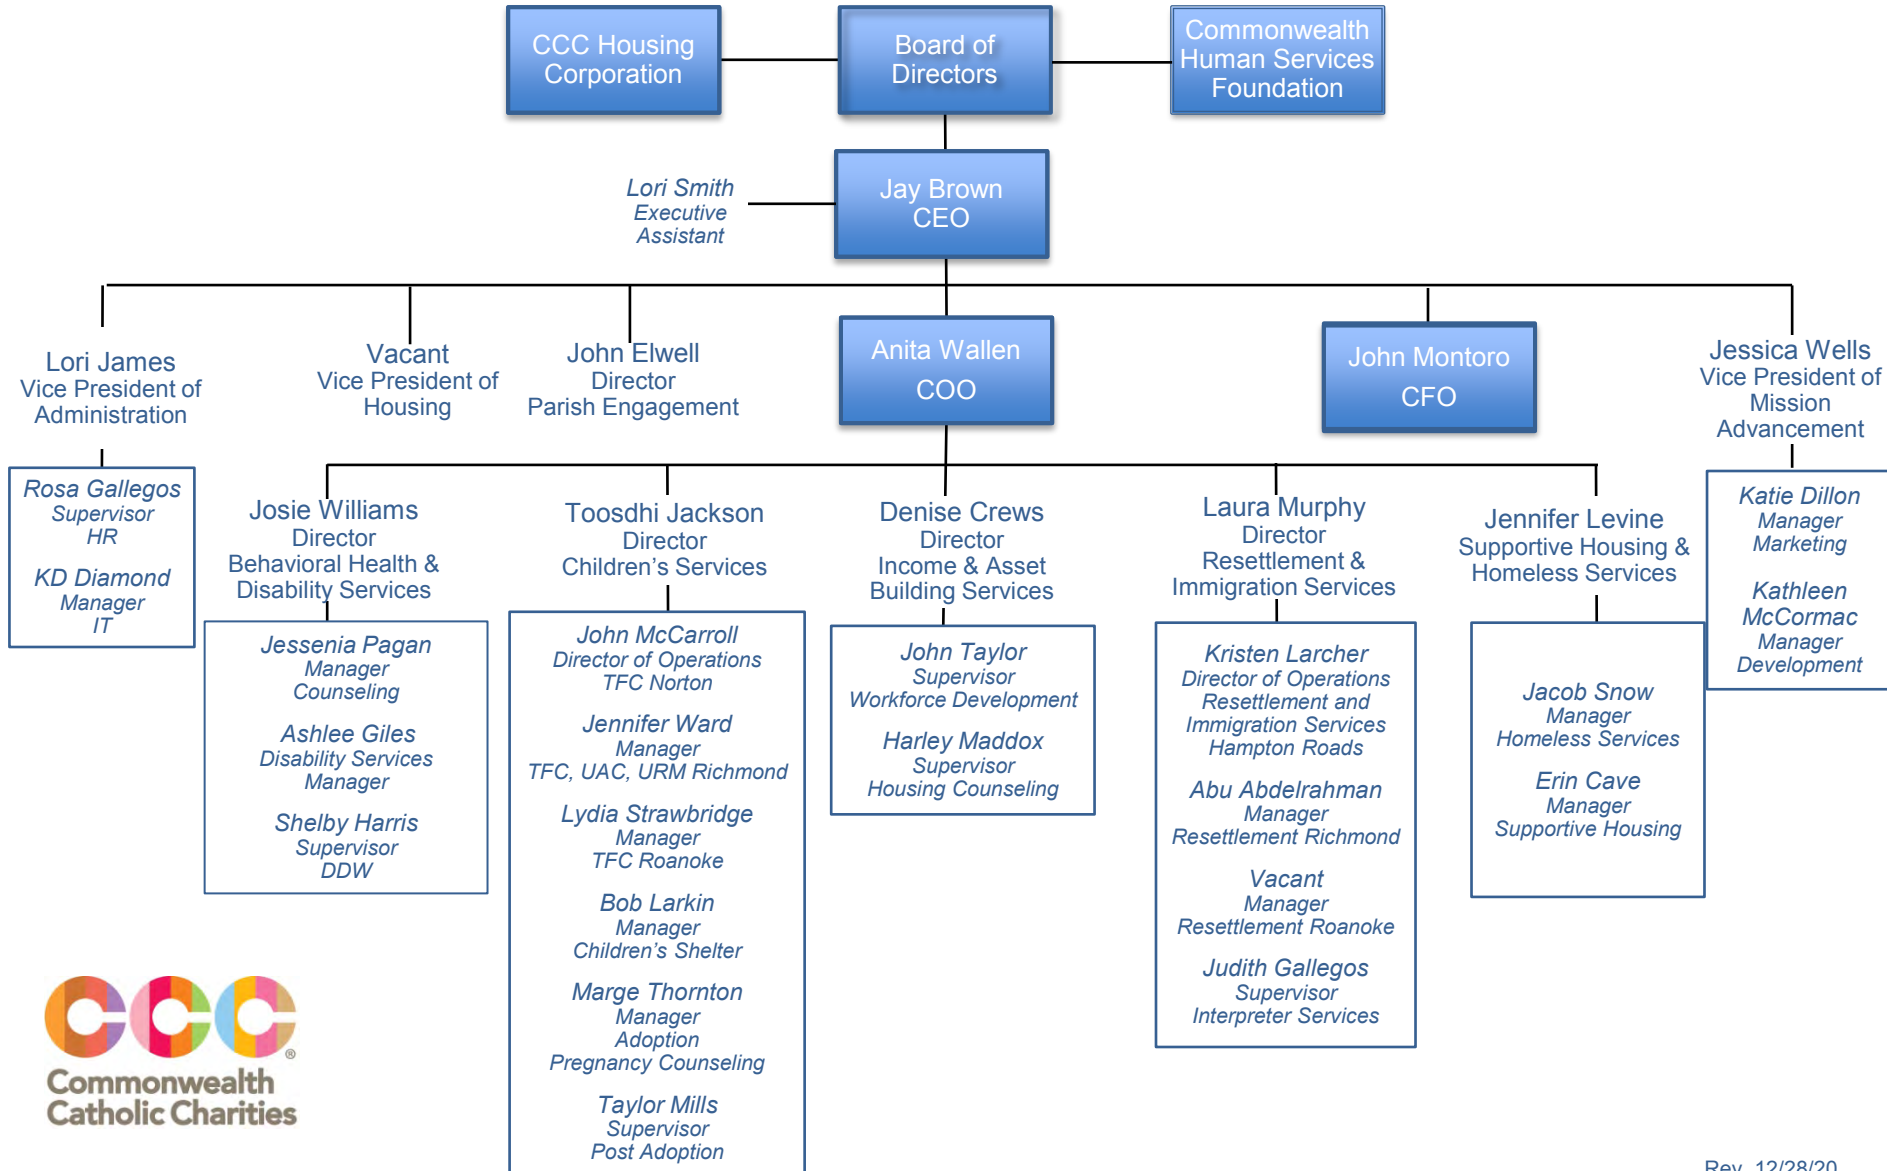 CCC Housing
Corporation
Board of
Directors
Commonwealth
Human Services
Foundation
Lori Smith
Executive
Assistant
Jay Brown
CEO
Lori James
Vice President of
Administration
Vacant
Vice President of
Housing
John Elwell
Director
Parish Engagement
Anita Wallen
COO
John Montoro
CFO
Jessica Wells
Vice President of
Mission
Advancement
Rosa Gallegos
Supervisor
HR
KD Diamond
Manager
IT
Josie Williams
Director
Behavioral Health &
Disability Services
Toosdhi Jackson
Director
Children's Services
Denise Crews
Director
Income & Asset
Building Services
Laura Murphy
Director
Resettlement &
Immigration Services
Jennifer Levine
Supportive Housing &
Homeless Services
Katie Dillon
Manager
Marketing
Kathleen
McCormac
Manager
Development
Jessenia Pagan
Manager
Counseling
Ashlee Giles
Disability Services
Manager
Shelby Harris
Supervisor
DDW
John McCarroll
Director of Operations
TFC Norton
Jennifer Ward
Manager
TFC, UAC, URM Richmond
Lydia Strawbridge
Manager
TFC Roanoke
Bob Larkin
Manager
Children's Shelter
Marge Thornton
Manager
Adoption
Pregnancy Counseling
Taylor Mills
Supervisor
Post Adoption
John Taylor
Supervisor
Workforce Development
Harley Maddox
Supervisor
Housing Counseling
Kristen Larcher
Director of Operations
Resettlement and
Immigration Services
Hampton Roads
Abu Abdelrahman
Manager
Resettlement Richmond
Vacant
Manager
Resettlement Roanoke
Judith Gallegos
Supervisor
Interpreter Services
Jacob Snow
Manager
Homeless Services
Erin Cave
Manager
Supportive Housing
CCC®
Commonwealth
Catholic Charities
Rev. 12/28/20